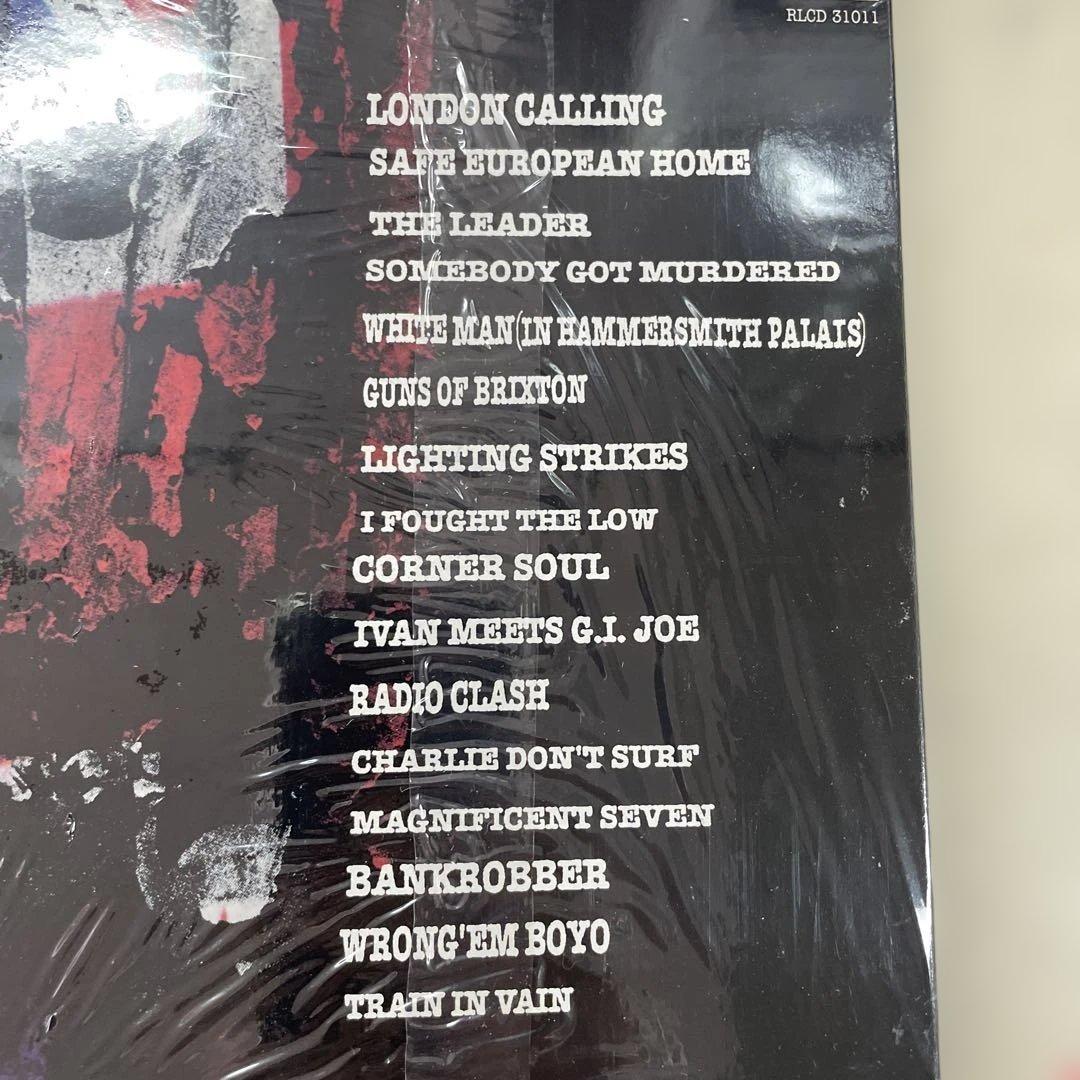 RLCD 31011
LONDON CALLING
SAFE EUROPEAN HOME
THE LEADER
SOMEBODY GOT MURDERED
WHITE MAN (IN HAMMERSMITH PALAIS)
GUNS OF BRIXTON
LIGHTING STRIKES
I FOUGHT THE LOW
CORNER SOUL
IVAN MEETS G.I. JOE
RADIO CLASH
CHARLIE DON'T SURF
MAGNIFICENT SEVEN
BANKROBBER
WRONG'EM BOYO
TRAIN IN VAIN